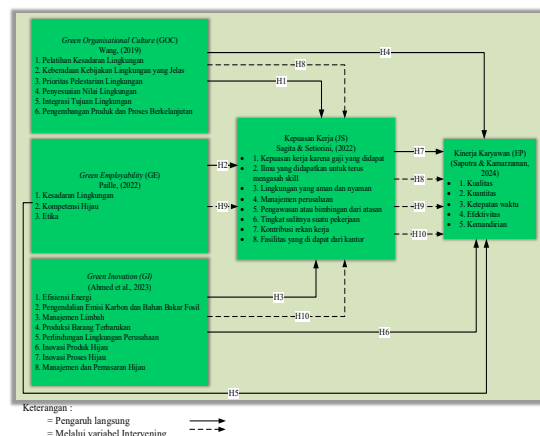 Green Organisational Culture (GOC)
Wang, (2019)
1. Pelatihan Kesadaran Lingkungan
2. Keberadaan Kebijakan Lingkungan yang Jelas
3. Prioritas Pelestarian Lingkungan
4. Penyesuaian Nilai Lingkungan
5. Integrasi Tujuan Lingkungan
6. Pengembangan Produk dan Proses Berkelanjutan
H4
H8
H1
Green Employability (GE)
Paille, (2022)
1. Kesadaran Lingkungan
2. Kompetensi Hijau
3. Etika
H2
H9
Kepuasan Kerja (JS)
Sagita & Setiorini, (2022)
1. Kepuasan kerja karena gaji yang didapat
2. Ilmu yang didapatkan untuk terus
mengasah skill
3. Lingkungan yang aman dan nyaman
4. Manajemen perusahaan
5. Pengawasan atau bimbingan dari atasan
6. Tingkat sulitnya suatu pekerjaan
7. Kontribusi rekan kerja
8. Fasilitas yang di dapat dari kantor
H7
H8
H9
H10
Kinerja Karyawan (EP)
(Saputra & Kamarzaman,
2024)
1. Kualitas
2. Kuantitas
3. Ketepatan waktu
4. Efektivitas
5. Kemandirian
Green Inovation (GI)
(Ahmed et al., 2023)
1. Efisiensi Energi
2. Pengendalian Emisi Karbon dan Bahan Bakar Fosil
3. Manajemen Limbah
4. Produksi Barang Terbarukan
5. Perlindungan Lingkungan Perusahaan
6. Inovasi Produk Hijau
7. Inovasi Proses Hijau
8. Manajemen dan Pemasaran Hijau
H3
H10
H6
H5
Keterangan :
= Pengaruh langsung
= Melalui variabel Intervening